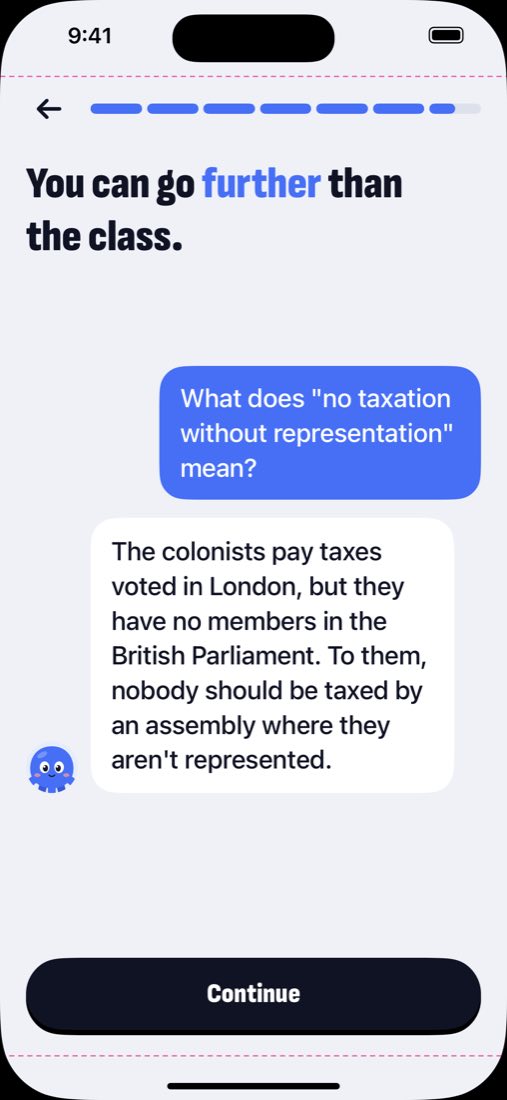 9:41
You can go further than
the class.
What does "no taxation
without representation"
mean?
The colonists pay taxes
voted in London, but they
have no members in the
British Parliament. To them,
nobody should be taxed by
an assembly where they
aren't represented.
Continue